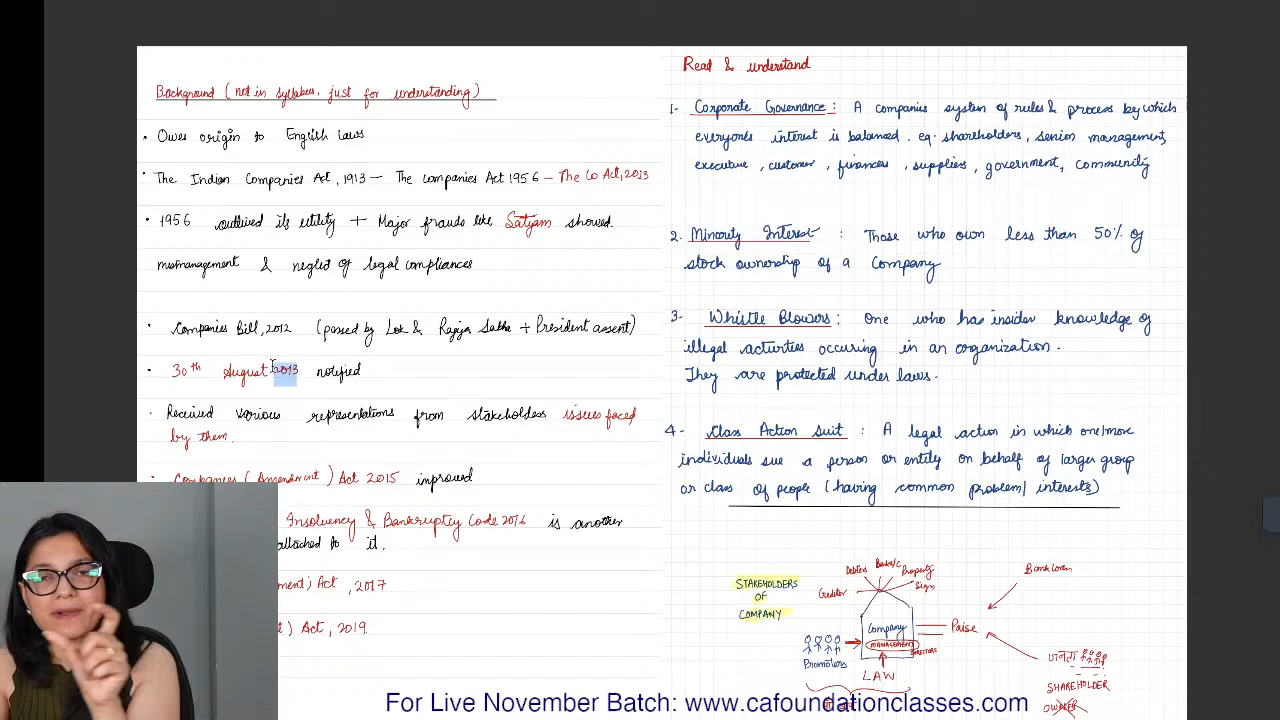 Background (not in syllabus, just for understanding)
• Owes origin to English laws
• The Indian Companies Act, 1913 — The Companies Act 1956 — The Co Act, 2013
• 1956 outlived its utility + Major frauds like Satyam showed
mismanagement & neglect of legal compliances
• Companies Bill, 2012 (passed by Lok & Rajya Sabha + President assent)
• 30th August 2013 notified
• Received various representations from stakeholders issues faced
by them.
Companies (Amendment) Act 2015 improved
Insolvency & Bankruptcy Code 2016 is another
attached to it.
ment) Act, 2017
t) Act, 2019
Read & understand
1. Corporate Governance: A companies system of rules & process by which
everyones interest is balanced. eg. shareholders, senior management,
executive, customer, finances, suppliers, government, community
2. Minority Interest : Those who own less than 50% of
stock ownership of a Company
3. Whistle Blowers: One who has insider knowledge of
illegal activities occuring in an organization.
They are protected under laws.
4. Class Action Suit : A legal action in which one/more
individuals sue a person or entity on behalf of larger group
or class of people (having common problem/interests)
STAKEHOLDERS
OF
COMPANY
Creditor
Debtors
Bank A/C
Property
Sign
Company
MANAGEMENT
DIRECTORS
Promoters
LAW
Paise
Bank loan
जनता
SHAREHOLDER
OWNER
For Live November Batch: www.cafoundationclasses.com